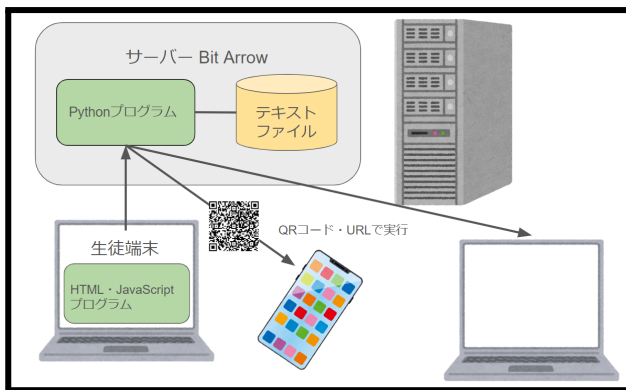 サーバー Bit Arrow
Pythonプログラム
テキスト
ファイル
QRコード・URLで実行
生徒端末
HTML・JavaScript
プログラム